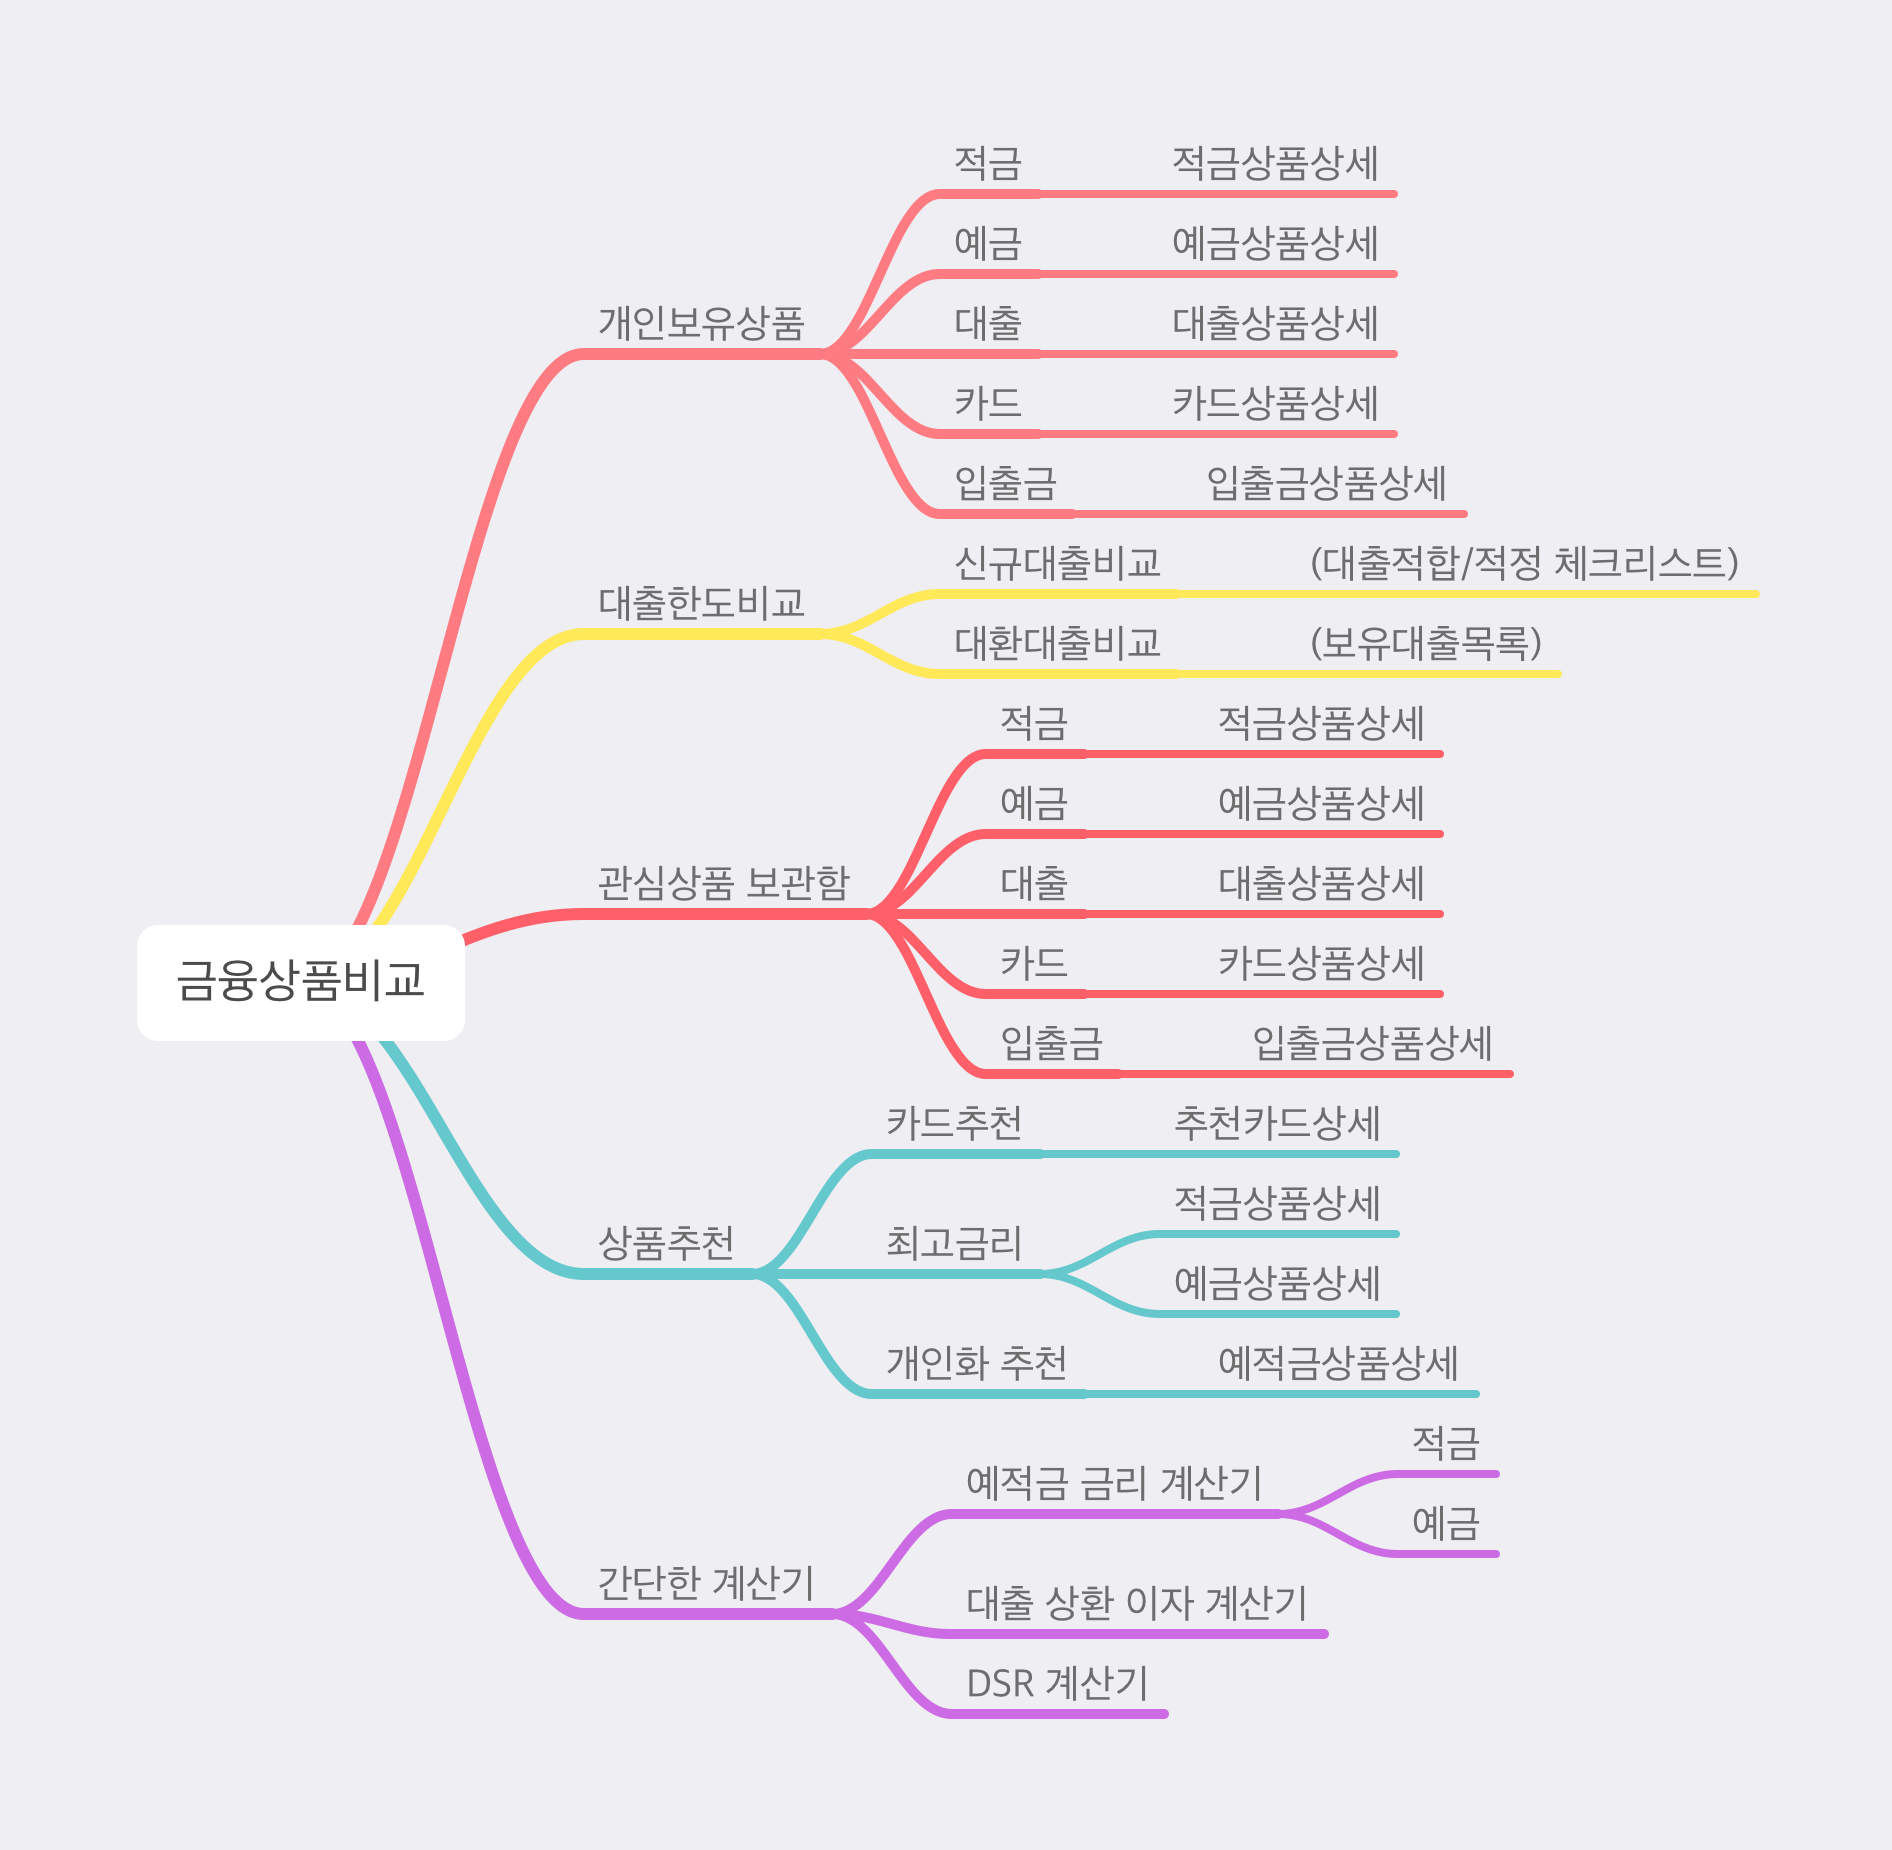 금융상품비교
개인보유상품
적금
적금상품상세
예금
예금상품상세
대출
대출상품상세
카드
카드상품상세
입출금
입출금상품상세
대출한도비교
신규대출비교
(대출적합/적정 체크리스트)
대환대출비교
(보유대출목록)
관심상품 보관함
적금
적금상품상세
예금
예금상품상세
대출
대출상품상세
카드
카드상품상세
입출금
입출금상품상세
상품추천
카드추천
추천카드상세
최고금리
적금상품상세
예금상품상세
개인화 추천
예적금상품상세
간단한 계산기
예적금 금리 계산기
적금
예금
대출 상환 이자 계산기
DSR 계산기